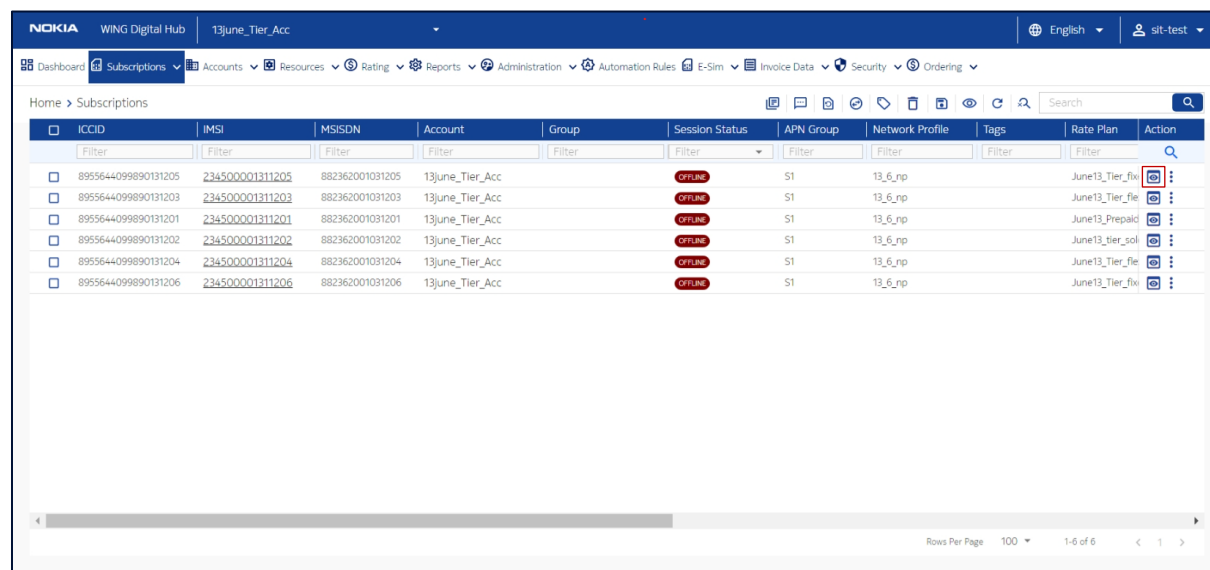 NOKIA WING Digital Hub 13june_Tier_Acc English sit-test
Dashboard Subscriptions Accounts Resources Rating Reports Administration Automation Rules E-Sim Invoice Data Security Ordering
Home > Subscriptions Search
ICCID IMSI MSISDN Account Group Session Status APN Group Network Profile Tags Rate Plan Action
Filter Filter Filter Filter Filter Filter Filter Filter Filter Filter
8955644099890131205 234500001311205 882362001031205 13june_Tier_Acc OFFLINE S1 13_6_np June13_Tier_fix
8955644099890131203 234500001311203 882362001031203 13june_Tier_Acc OFFLINE S1 13_6_np June13_Tier_fle
8955644099890131201 234500001311201 882362001031201 13june_Tier_Acc OFFLINE S1 13_6_np June13_Prepaid
8955644099890131202 234500001311202 882362001031202 13june_Tier_Acc OFFLINE S1 13_6_np June13_tier_sol
8955644099890131204 234500001311204 882362001031204 13june_Tier_Acc OFFLINE S1 13_6_np June13_Tier_fle
8955644099890131206 234500001311206 882362001031206 13june_Tier_Acc OFFLINE S1 13_6_np June13_Tier_fix
Rows Per Page 100 1-6 of 6 < 1 >